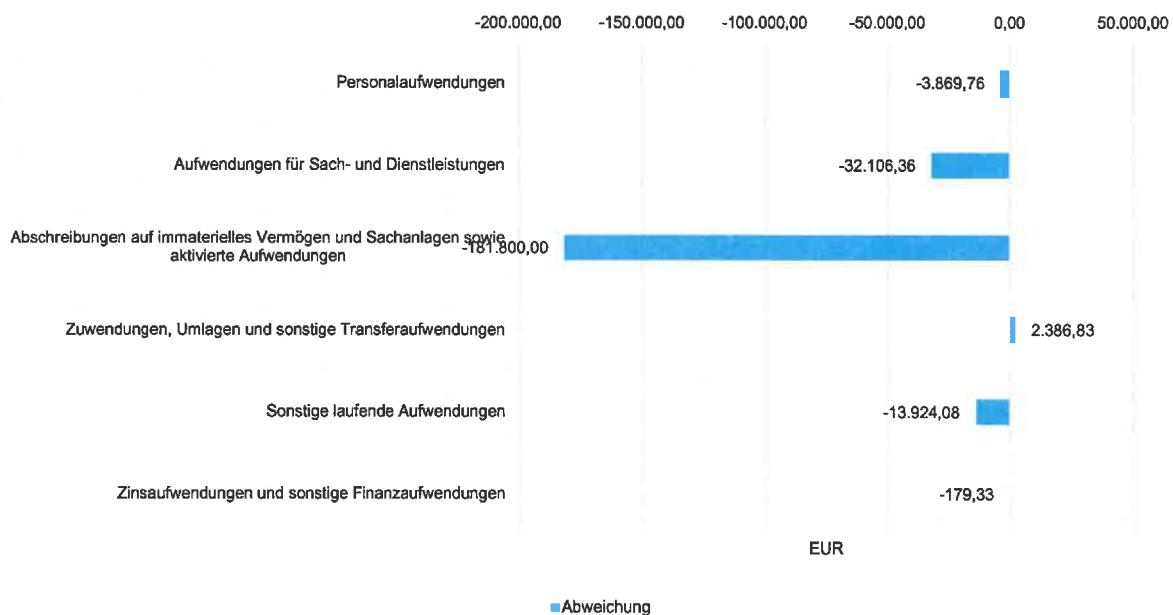 -200.000,00 -150.000,00 -100.000,00 -50.000,00 0,00 50.000,00
Personalaufwendungen -3.869,76
Aufwendungen für Sach- und Dienstleistungen -32.106,36
Abschreibungen auf immaterielles Vermögen und Sachanlagen sowie
aktivierte Aufwendungen -181.800,00
Zuwendungen, Umlagen und sonstige Transferaufwendungen 2.386,83
Sonstige laufende Aufwendungen -13.924,08
Zinsaufwendungen und sonstige Finanzaufwendungen -179,33
EUR
Abweichung